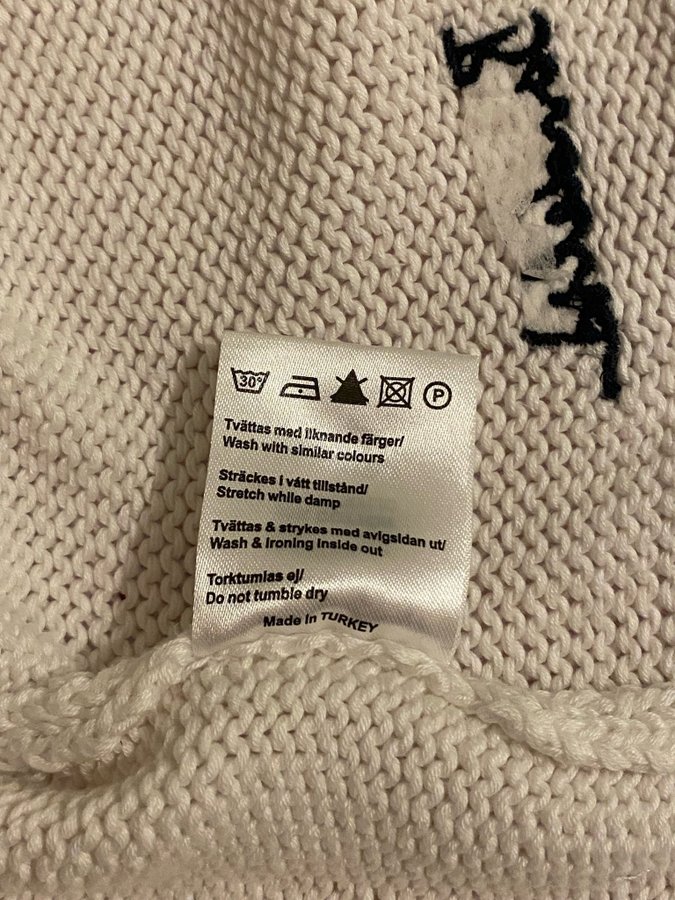 30°
P
Tvättas med liknande färger/
Wash with similar colours
Sträckes i vått tillstånd/
Stretch while damp
Tvättas & strykes med avigsidan ut/
Wash & ironing inside out
Torktumlas ej/
Do not tumble dry
Made in TURKEY